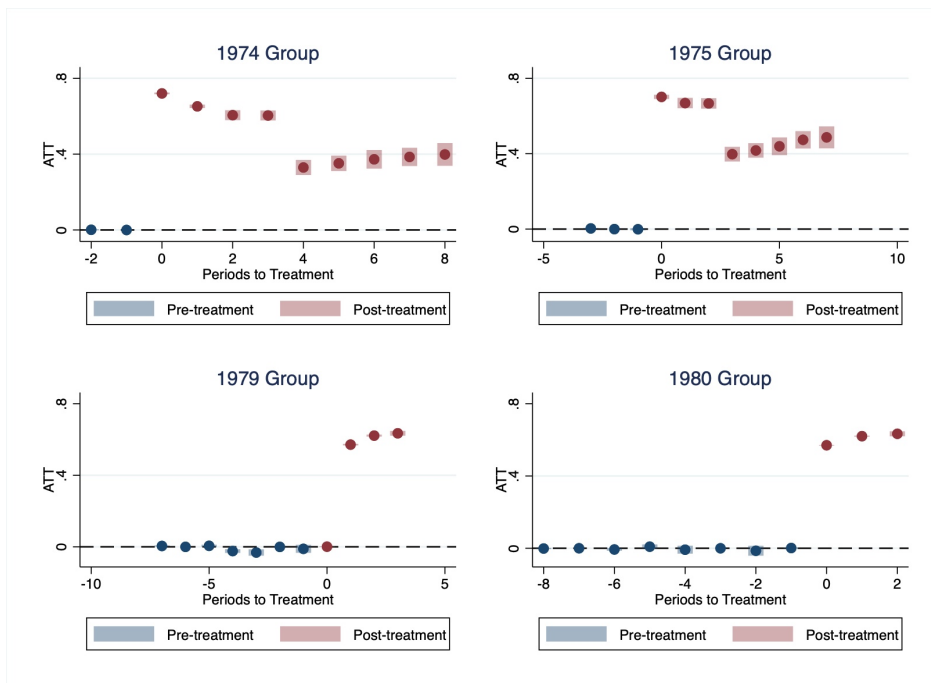 1974 Group
.8
.4
0
ATT
-2 0 2 4 6 8
Periods to Treatment
Pre-treatment Post-treatment
1975 Group
.8
.4
0
ATT
-5 0 5 10
Periods to Treatment
Pre-treatment Post-treatment
1979 Group
.8
.4
0
ATT
-10 -5 0 5
Periods to Treatment
Pre-treatment Post-treatment
1980 Group
.8
.4
0
ATT
-8 -6 -4 -2 0 2
Periods to Treatment
Pre-treatment Post-treatment